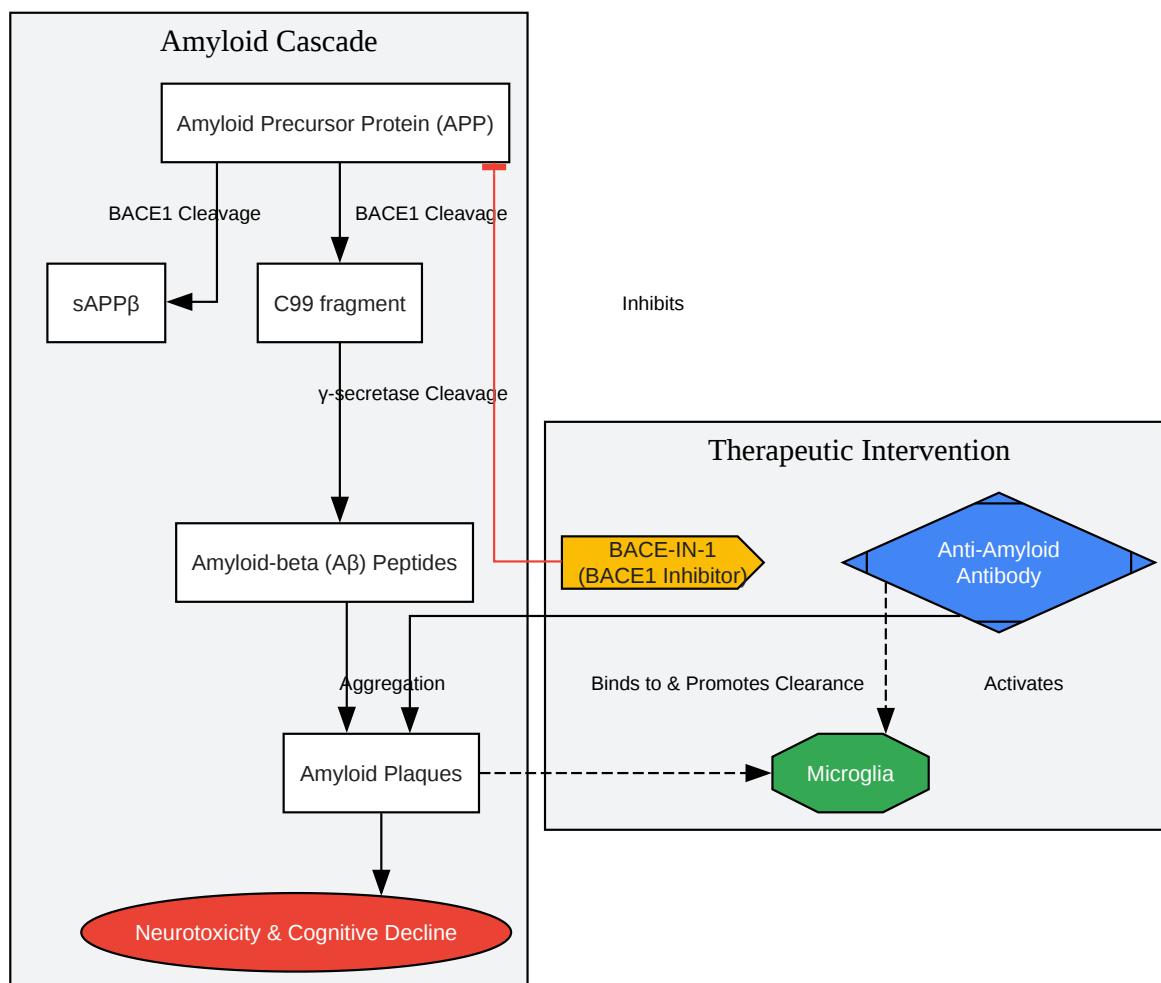 Amyloid Cascade
Amyloid Precursor Protein (APP)
BACE1 Cleavage
BACE1 Cleavage
sAPPβ
C99 fragment
Inhibits
γ-secretase Cleavage
Therapeutic Intervention
Amyloid-beta (Aβ) Peptides
BACE-IN-1
(BACE1 Inhibitor)
Anti-Amyloid
Antibody
Aggregation
Binds to & Promotes Clearance
Activates
Amyloid Plaques
Microglia
Neurotoxicity & Cognitive Decline